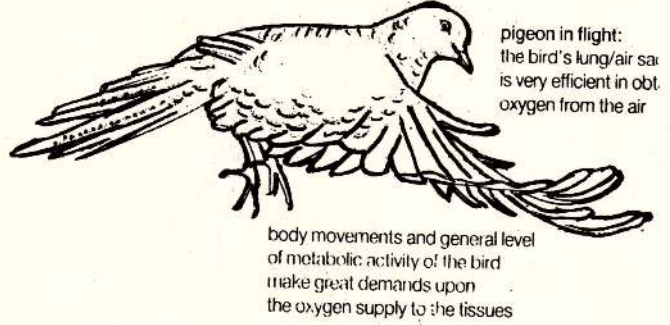 pigeon in flight:
the bird's lung/air sac
is very efficient in obt
oxygen from the air
body movements and general level
of metabolic activity of the bird
make great demands upon
the oxygen supply to the tissues